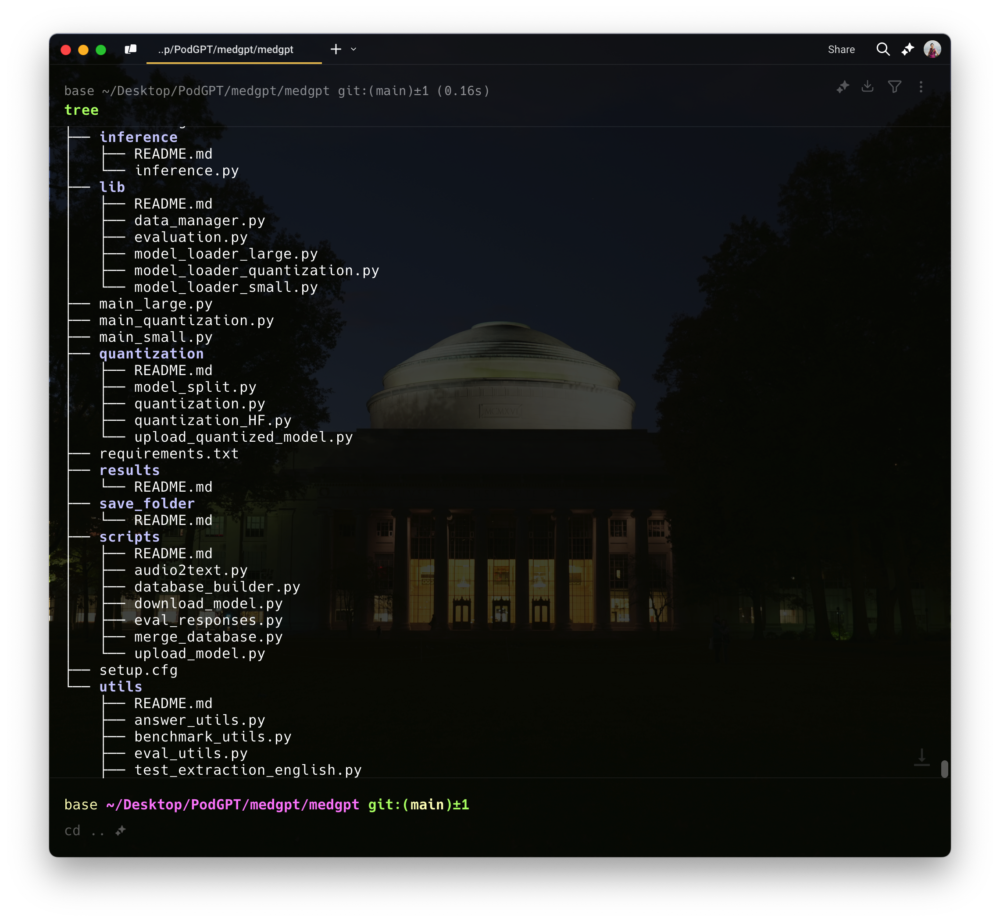 ..p/PodGPT/medgpt/medgpt
Share
base ~/Desktop/PodGPT/medgpt/medgpt git:(main)±1 (0.16s)
tree
├── inference
│   ├── README.md
│   └── inference.py
├── lib
│   ├── README.md
│   ├── data_manager.py
│   ├── evaluation.py
│   ├── model_loader_large.py
│   ├── model_loader_quantization.py
│   └── model_loader_small.py
├── main_large.py
├── main_quantization.py
├── main_small.py
├── quantization
│   ├── README.md
│   ├── model_split.py
│   ├── quantization.py
│   ├── quantization_HF.py
│   └── upload_quantized_model.py
├── requirements.txt
├── results
│   └── README.md
├── save_folder
│   └── README.md
├── scripts
│   ├── README.md
│   ├── audio2text.py
│   ├── database_builder.py
│   ├── download_model.py
│   ├── eval_responses.py
│   ├── merge_database.py
│   └── upload_model.py
├── setup.cfg
└── utils
    ├── README.md
    ├── answer_utils.py
    ├── benchmark_utils.py
    ├── eval_utils.py
    ├── test_extraction_english.py
MCMXVI
base ~/Desktop/PodGPT/medgpt/medgpt git:(main)±1
cd ..